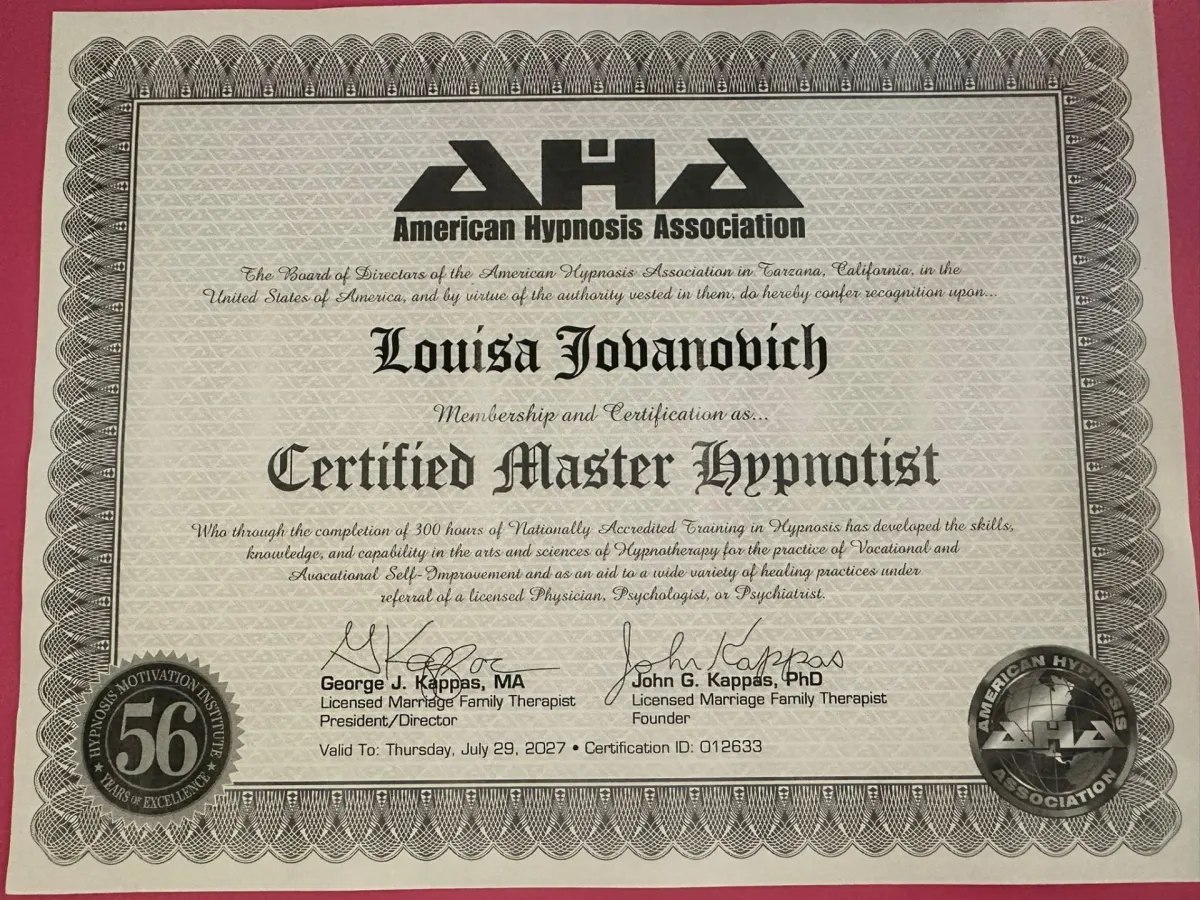 AHA
American Hypnosis Association
The Board of Directors of the American Hypnosis Association in Tarzana, California, in the
United States of America, and by virtue of the authority vested in them, do hereby confer recognition upon...
Louisa Jovanovich
Membership and Certification as...
Certified Master Hypnotist
Who through the completion of 300 hours of Nationally Accredited Training in Hypnosis has developed the skills,
knowledge, and capability in the arts and sciences of Hypnotherapy for the practice of Vocational and
Avocational Self-Improvement and as an aid to a wide variety of healing practices under
referral of a licensed Physician, Psychologist, or Psychiatrist.
G Kappas
George J. Kappas, MA
Licensed Marriage Family Therapist
President/Director
John Kappas
John G. Kappas, PhD
Licensed Marriage Family Therapist
Founder
Valid To: Thursday, July 29, 2027 • Certification ID: 012633
HYPNOSIS MOTIVATION INSTITUTE
56
★ YEARS OF EXCELLENCE ★
AMERICAN HYPNOSIS
AHA
ASSOCIATION